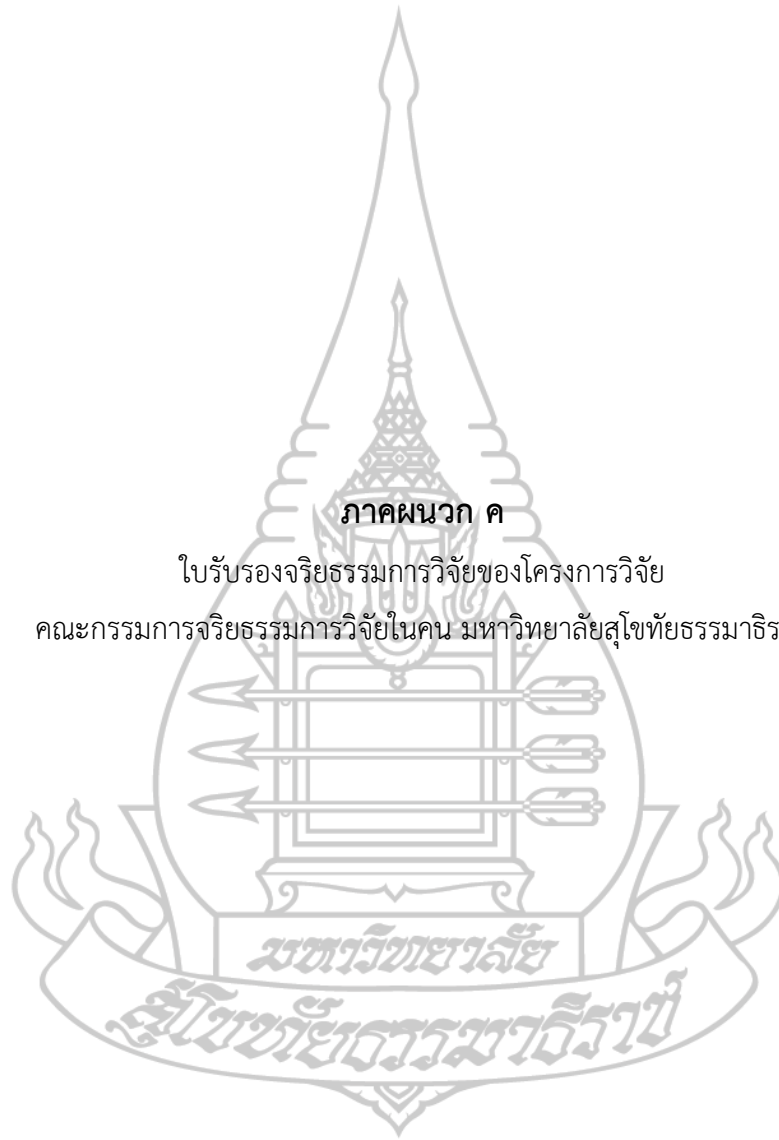 ภาคผนวก ค
ใบรับรองจริยธรรมการวิจัยของโครงการวิจัย
คณะกรรมการจริยธรรมการวิจัยในคน มหาวิทยาลัยสุโขทัยธรรมาธิร
มหาวิทยาลัย
สุโขทัยธรรมาธิราช